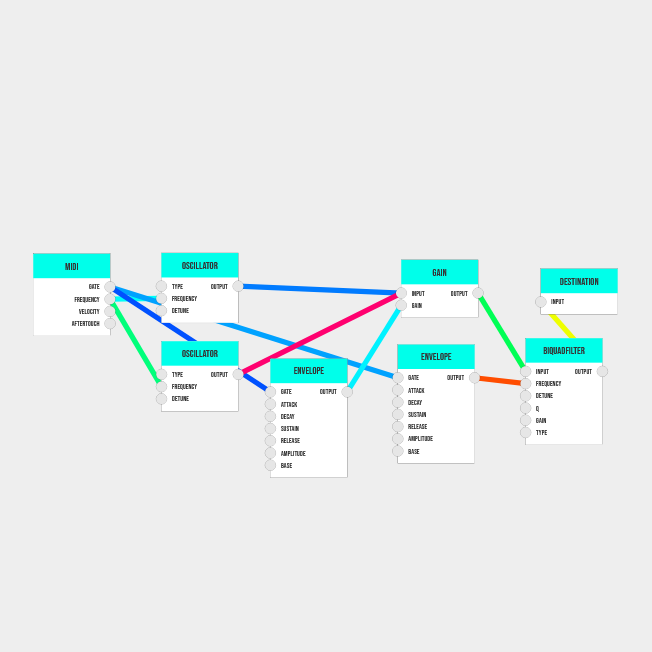 MIDI
GATE
FREQUENCY
VELOCITY
AFTERTOUCH
OSCILLATOR
TYPE OUTPUT
FREQUENCY
DETUNE
OSCILLATOR
TYPE OUTPUT
FREQUENCY
DETUNE
ENVELOPE
GATE OUTPUT
ATTACK
DECAY
SUSTAIN
RELEASE
AMPLITUDE
BASE
GAIN
INPUT OUTPUT
GAIN
ENVELOPE
GATE OUTPUT
ATTACK
DECAY
SUSTAIN
RELEASE
AMPLITUDE
BASE
DESTINATION
INPUT
BIQUADFILTER
INPUT OUTPUT
FREQUENCY
DETUNE
Q
GAIN
TYPE